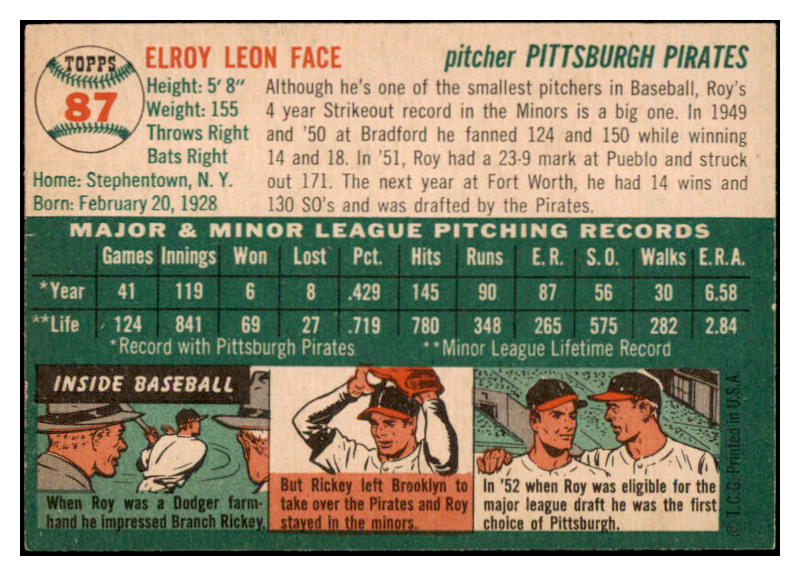 TOPPS
87
ELROY LEON FACE
pitcher PITTSBURGH PIRATES
Height: 5' 8"
Weight: 155
Throws Right
Bats Right
Home: Stephentown, N. Y.
Born: February 20, 1928
Although he's one of the smallest pitchers in Baseball, Roy's
4 year Strikeout record in the Minors is a big one. In 1949
and '50 at Bradford he fanned 124 and 150 while winning
14 and 18. In '51, Roy had a 23-9 mark at Pueblo and struck
out 171. The next year at Fort Worth, he had 14 wins and
130 SO's and was drafted by the Pirates.
MAJOR & MINOR LEAGUE PITCHING RECORDS
Games Innings Won Lost Pct. Hits Runs E.R. S.O. Walks E.R.A.
*Year 41 119 6 8 .429 145 90 87 56 30 6.58
**Life 124 841 69 27 .719 780 348 265 575 282 2.84
*Record with Pittsburgh Pirates **Minor League Lifetime Record
INSIDE BASEBALL
When Roy was a Dodger farm-
hand he impressed Branch Rickey.
But Rickey left Brooklyn to
take over the Pirates and Roy
stayed in the minors.
In '52 when Roy was eligible for the
major league draft he was the first
choice of Pittsburgh.
© T.C.G. Printed in U.S.A